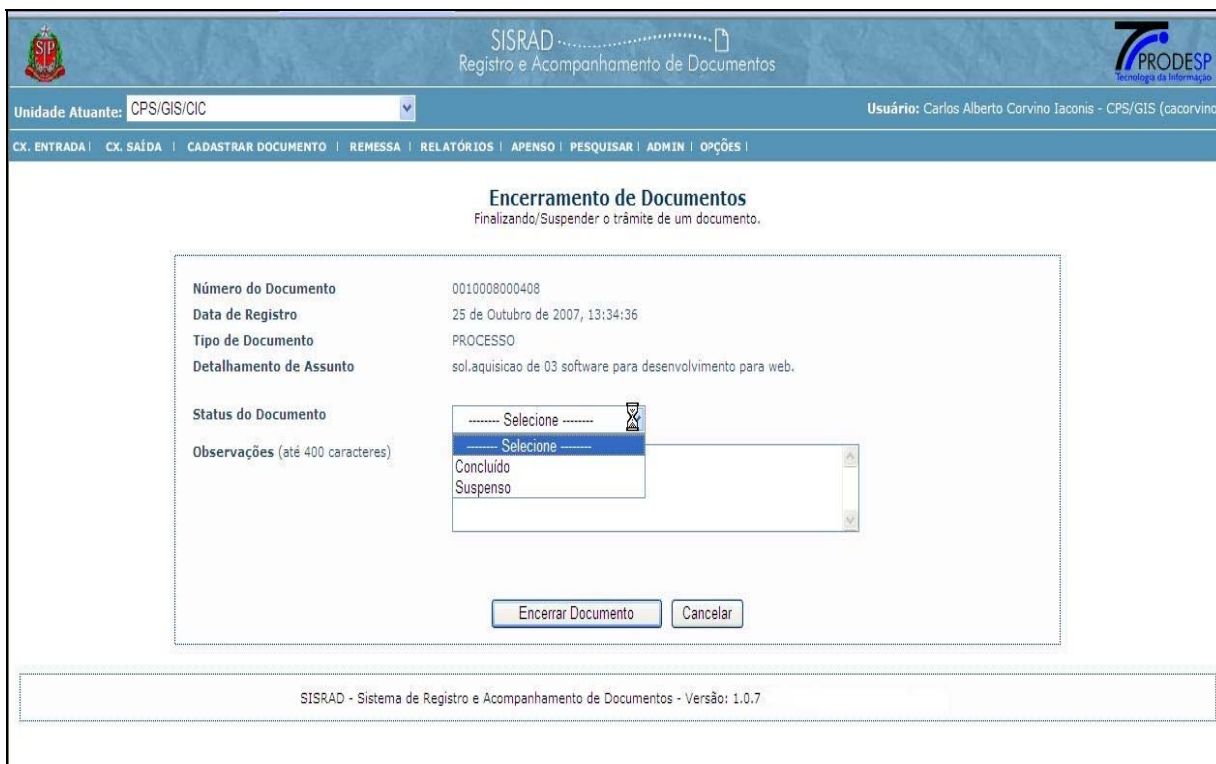 SP
SISRAD
Registro e Acompanhamento de Documentos
PRODESP
Tecnologia da Informação
Unidade Atuante: CPS/GIS/CIC
Usuário: Carlos Alberto Corvino Iaconis - CPS/GIS (cacorvino
CX. ENTRADA | CX. SAÍDA | CADASTRAR DOCUMENTO | REMESSA | RELATÓRIOS | APENSO | PESQUISAR | ADMIN | OPÇÕES |
Encerramento de Documentos
Finalizando/Suspender o trâmite de um documento.
Número do Documento 0010008000408
Data de Registro 25 de Outubro de 2007, 13:34:36
Tipo de Documento PROCESSO
Detalhamento de Assunto sol.aquisicao de 03 software para desenvolvimento para web.
Status do Documento -------- Selecione --------
-------- Selecione --------
Observações (até 400 caracteres)
Concluído
Suspenso
Encerrar Documento Cancelar
SISRAD - Sistema de Registro e Acompanhamento de Documentos - Versão: 1.0.7